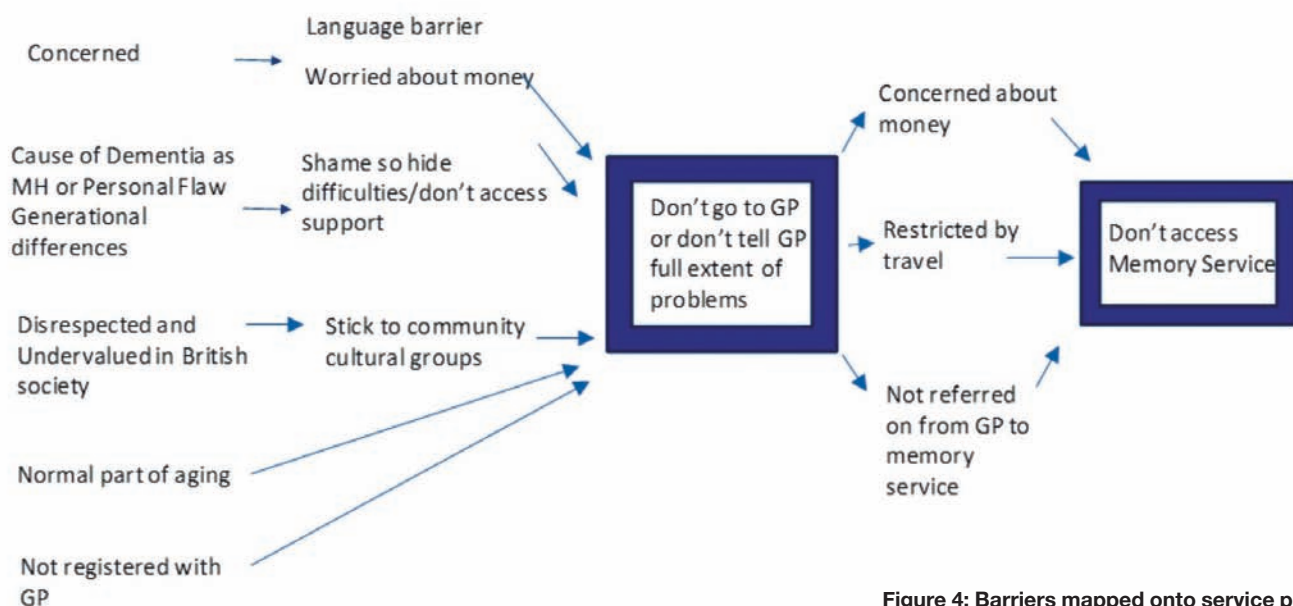 Concerned
Language barrier
Worried about money
Cause of Dementia as
MH or Personal Flaw
Generational
differences
Shame so hide
difficulties/don't access
support
Disrespected and
Undervalued in British
society
Stick to community
cultural groups
Normal part of aging
Not registered with
GP
Don't go to GP
or don't tell GP
full extent of
problems
Concerned about
money
Restricted by
travel
Not referred
on from GP to
memory
service
Don't access
Memory Service
Figure 4: Barriers mapped onto service p